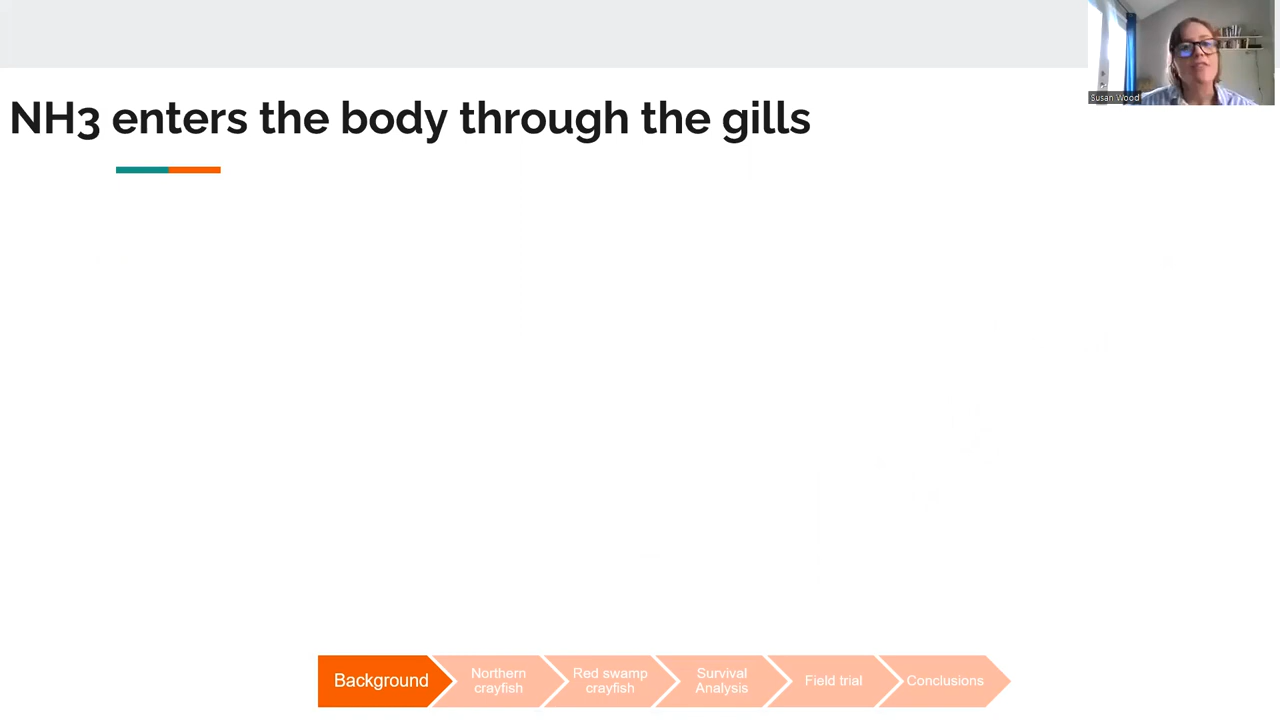 Susan Wood
NH3 enters the body through the gills
Background
Northern
crayfish
Red swamp
crayfish
Survival
Analysis
Field trial
Conclusions